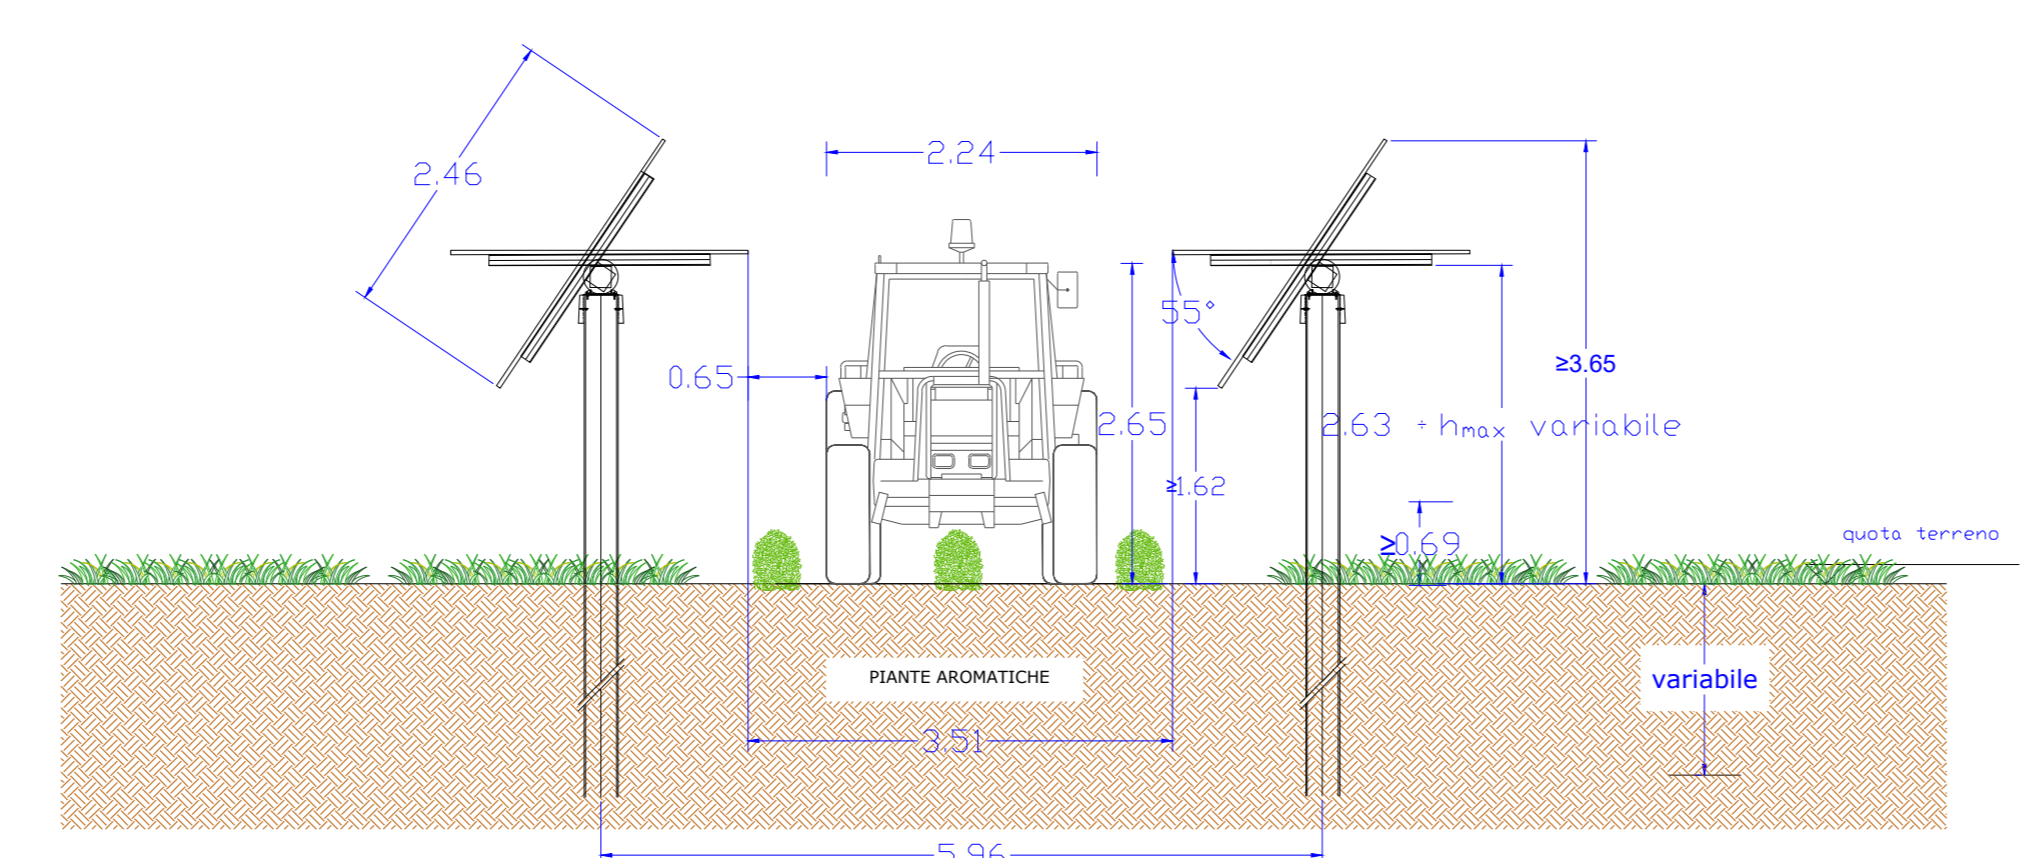 2.24
2.46
55°
≥3.65
0.65
2.65
2.63 ÷ hmax variabile
≥1.62
quota terreno
≥0.69
PIANTE AROMATICHE
variabile
3.51
5.96